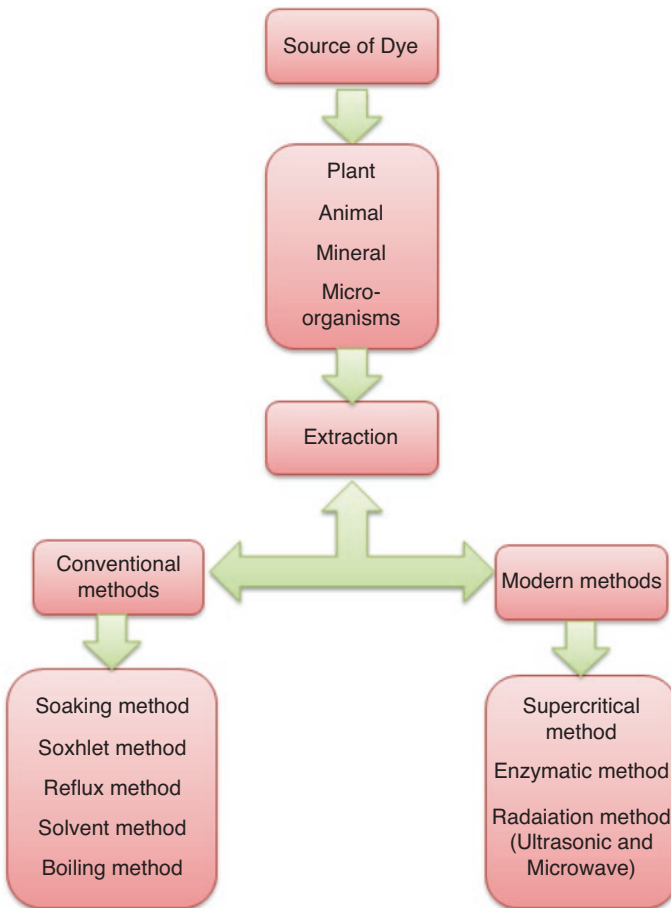 Source of Dye
Plant
Animal
Mineral
Micro-
organisms
Extraction
Conventional
methods
Modern methods
Soaking method
Soxhlet method
Reflux method
Solvent method
Boiling method
Supercritical
method
Enzymatic method
Radaiation method
(Ultrasonic and
Microwave)